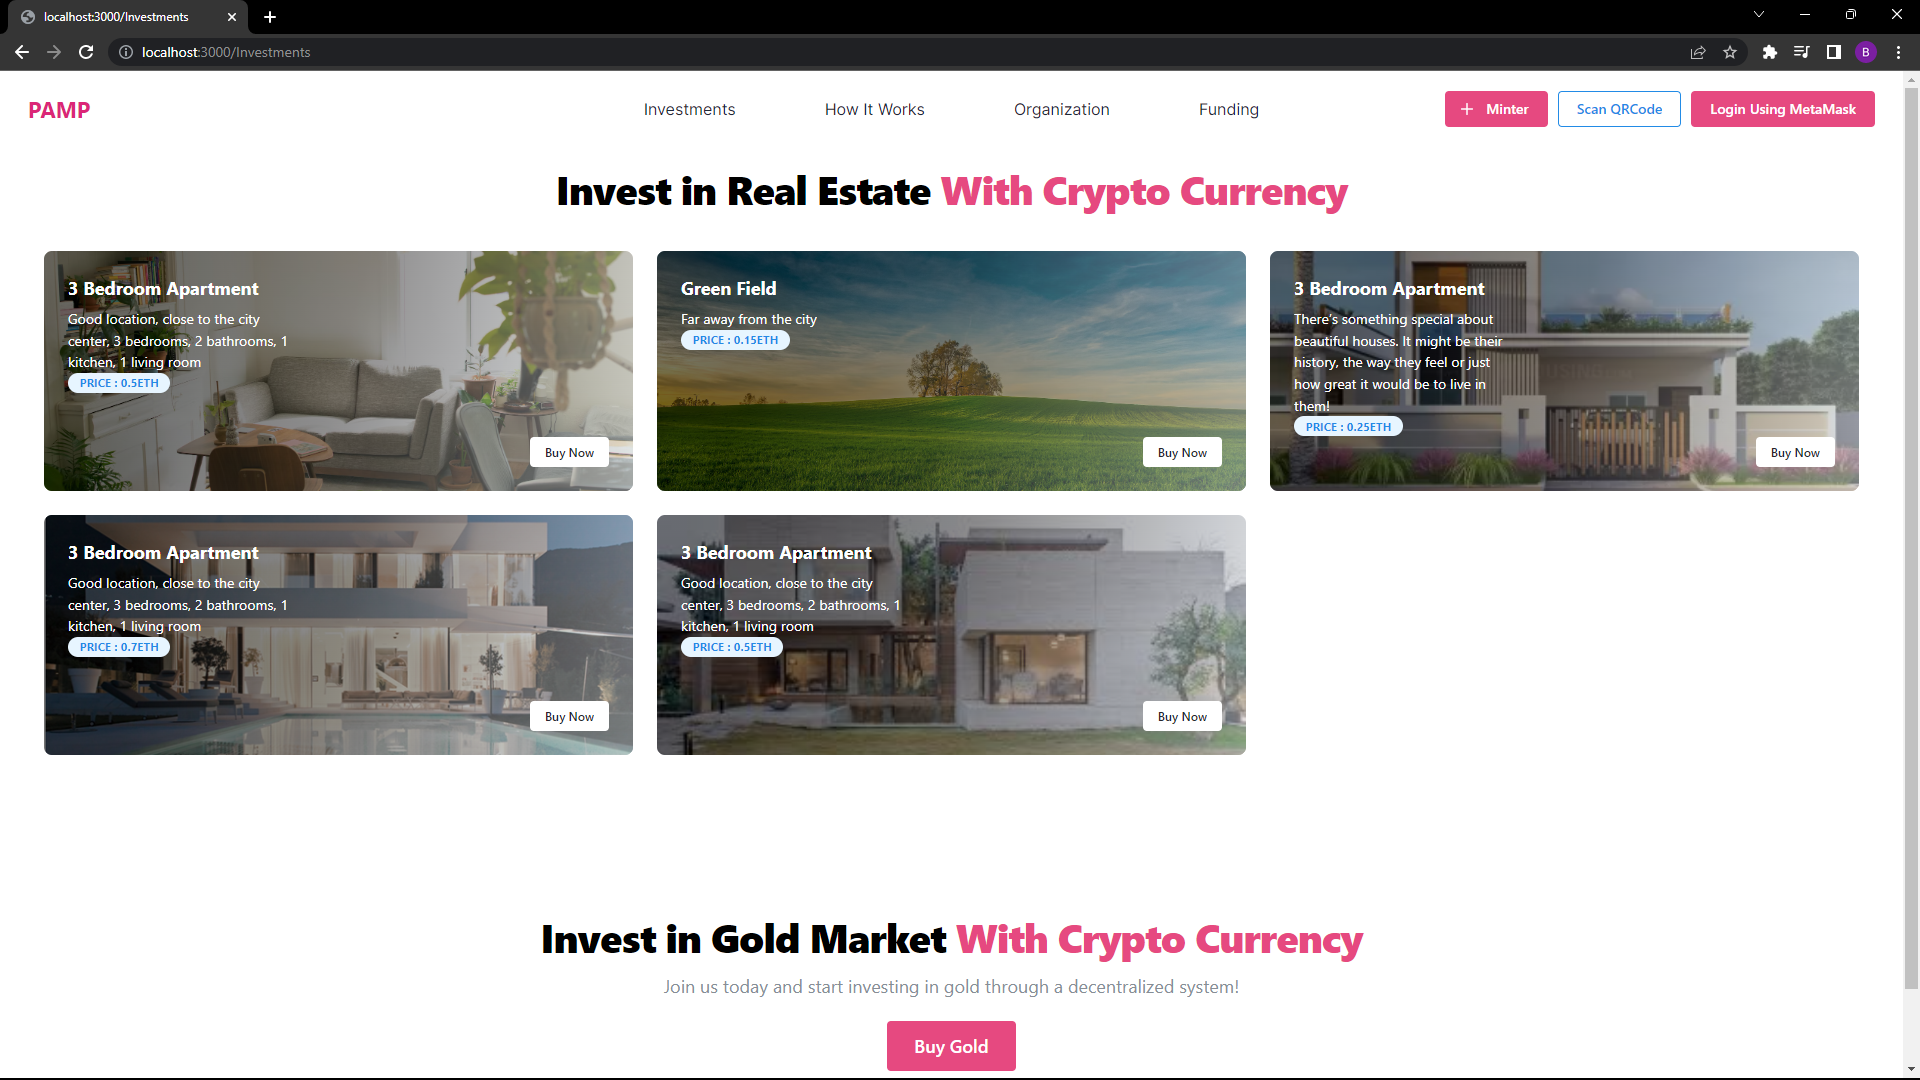 localhost:3000/Investments
localhost:3000/Investments
B
PAMP
Investments
How It Works
Organization
Funding
+ Minter
Scan QRCode
Login Using MetaMask
Invest in Real Estate With Crypto Currency
3 Bedroom Apartment
Good location, close to the city
center, 3 bedrooms, 2 bathrooms, 1
kitchen, 1 living room
PRICE : 0.5ETH
Buy Now
Green Field
Far away from the city
PRICE : 0.15ETH
Buy Now
3 Bedroom Apartment
There's something special about
beautiful houses. It might be their
history, the way they feel or just
how great it would be to live in
them!
PRICE : 0.25ETH
Buy Now
3 Bedroom Apartment
Good location, close to the city
center, 3 bedrooms, 2 bathrooms, 1
kitchen, 1 living room
PRICE : 0.7ETH
Buy Now
3 Bedroom Apartment
Good location, close to the city
center, 3 bedrooms, 2 bathrooms, 1
kitchen, 1 living room
PRICE : 0.5ETH
Buy Now
Invest in Gold Market With Crypto Currency
Join us today and start investing in gold through a decentralized system!
Buy Gold